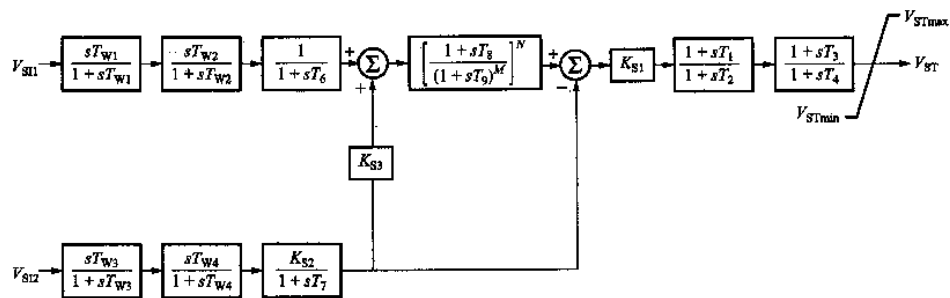 V_STmax
V_SI1
sT_W1 / 1 + sT_W1
sT_W2 / 1 + sT_W2
1 / 1 + sT_6
+
Σ
+
[ 1 + sT_8 / (1 + sT_9)^M ]^N
+
Σ
−
K_S1
1 + sT_1 / 1 + sT_2
1 + sT_3 / 1 + sT_4
V_ST
V_STmin
K_S3
V_SI2
sT_W3 / 1 + sT_W3
sT_W4 / 1 + sT_W4
K_S2 / 1 + sT_7